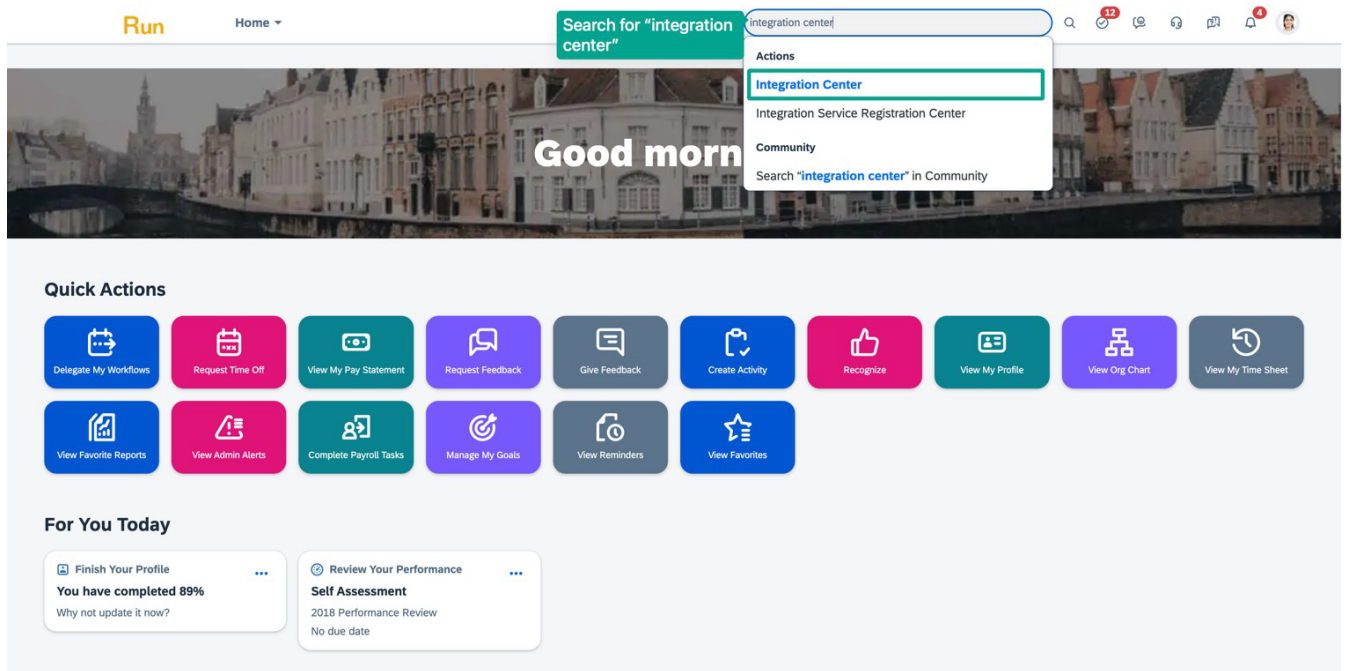 Run
Home
Search for "integration
center"
integration center
12
4
Actions
Integration Center
Integration Service Registration Center
Community
Search "integration center" in Community
Good morn
Quick Actions
Delegate My Workflows
Request Time Off
View My Pay Statement
Request Feedback
Give Feedback
Create Activity
Recognize
View My Profile
View Org Chart
View My Time Sheet
View Favorite Reports
View Admin Alerts
Complete Payroll Tasks
Manage My Goals
View Reminders
View Favorites
For You Today
Finish Your Profile
You have completed 89%
Why not update it now?
Review Your Performance
Self Assessment
2018 Performance Review
No due date